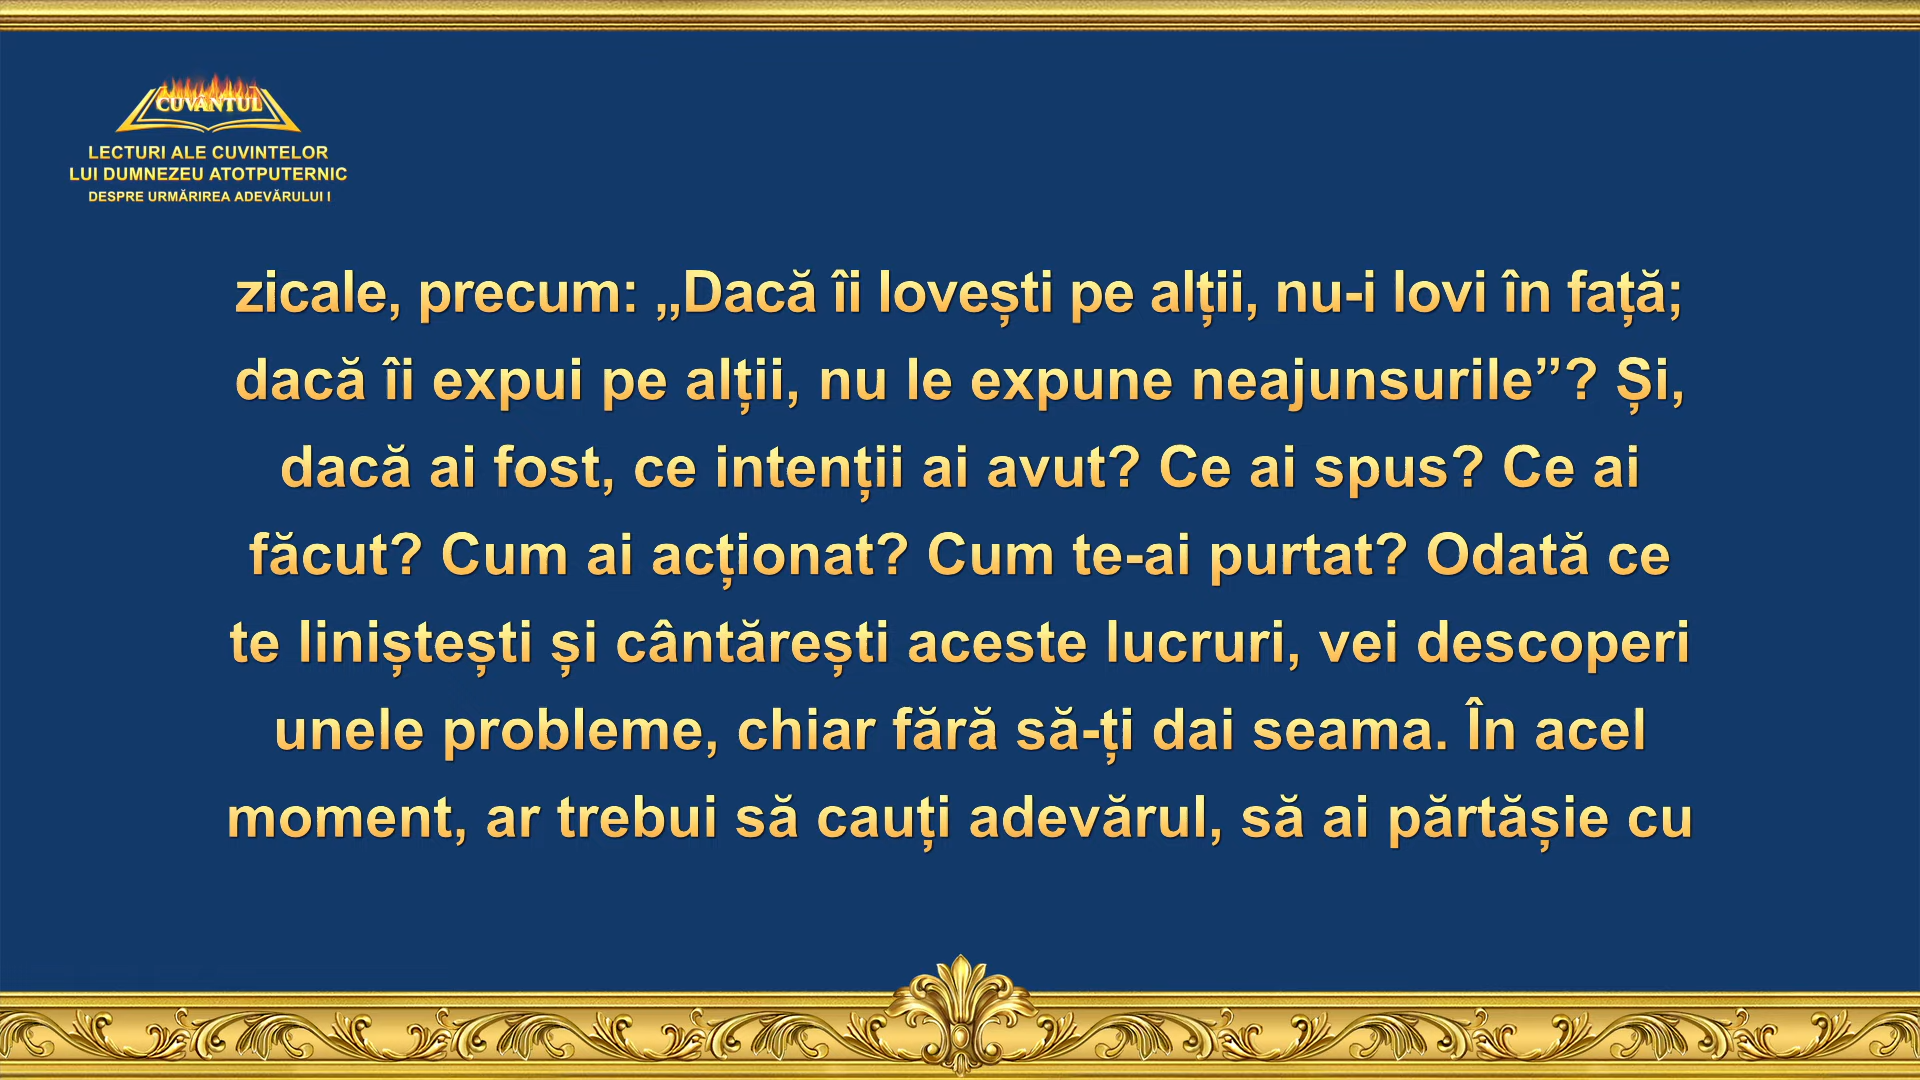 CUVÂNTUL
LECTURI ALE CUVINTELOR
LUI DUMNEZEU ATOTPUTERNIC
DESPRE URMĂRIREA ADEVĂRULUI I
zicale, precum: „Dacă îi lovești pe alții, nu-i lovi în față;
dacă îi expui pe alții, nu le expune neajunsurile”? Și,
dacă ai fost, ce intenții ai avut? Ce ai spus? Ce ai
făcut? Cum ai acționat? Cum te-ai purtat? Odată ce
te liniștești și cântărești aceste lucruri, vei descoperi
unele probleme, chiar fără să-ți dai seama. În acel
moment, ar trebui să cauți adevărul, să ai părtășie cu